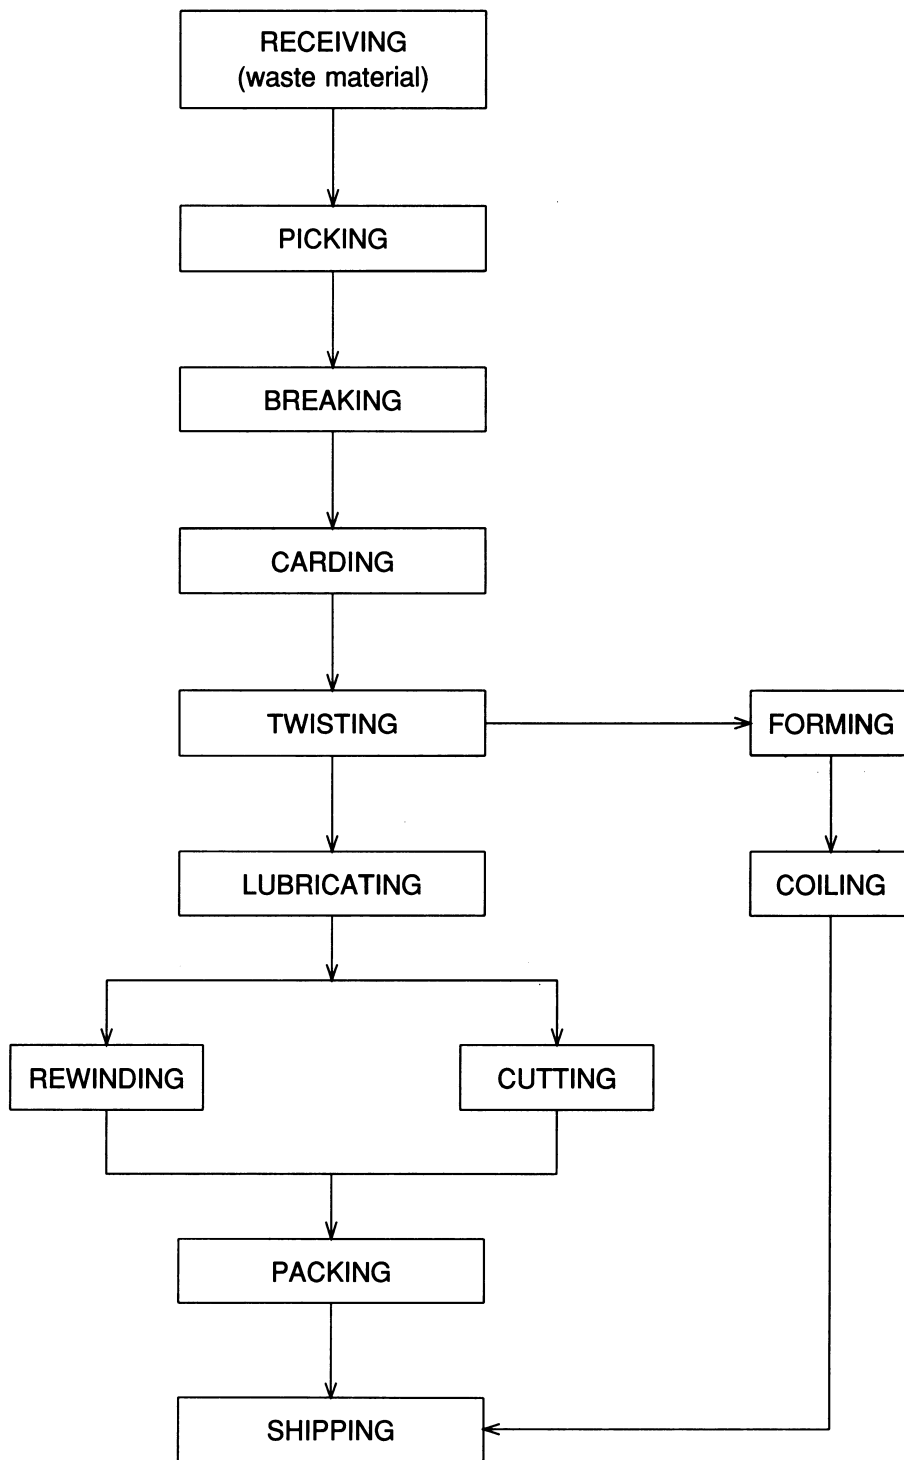 RECEIVING
(waste material)
PICKING
BREAKING
CARDING
TWISTING
FORMING
LUBRICATING
COILING
REWINDING
CUTTING
PACKING
SHIPPING